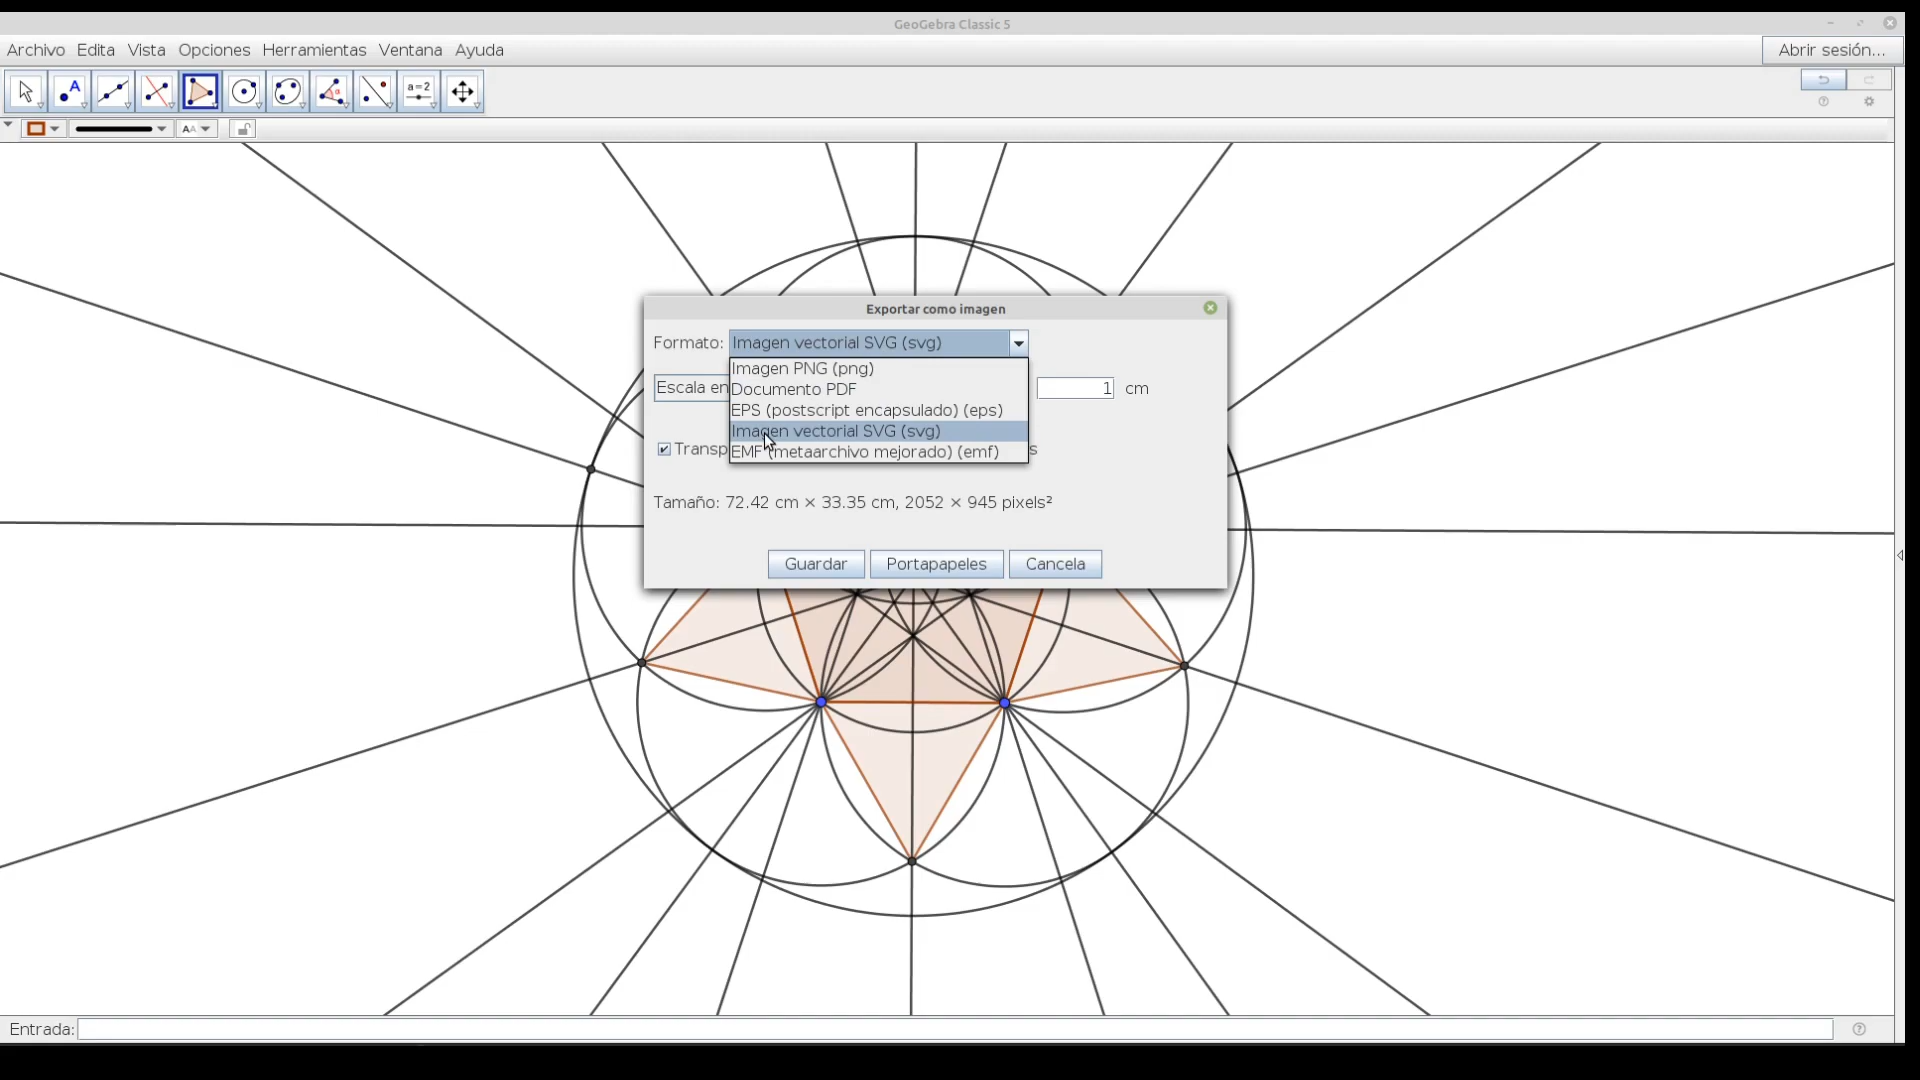 GeoGebra Classic 5
Archivo Edita Vista Opciones Herramientas Ventana Ayuda
Abrir sesión...
A
α
a=2
AA
Exportar como imagen
Formato: Imagen vectorial SVG (svg)
Imagen PNG (png)
Escala en
Documento PDF
1 cm
EPS (postscript encapsulado) (eps)
Imagen vectorial SVG (svg)
Transp
EMF (metaarchivo mejorado) (emf)
s
Tamaño: 72.42 cm × 33.35 cm, 2052 × 945 pixels²
Guardar Portapapeles Cancela
Entrada: